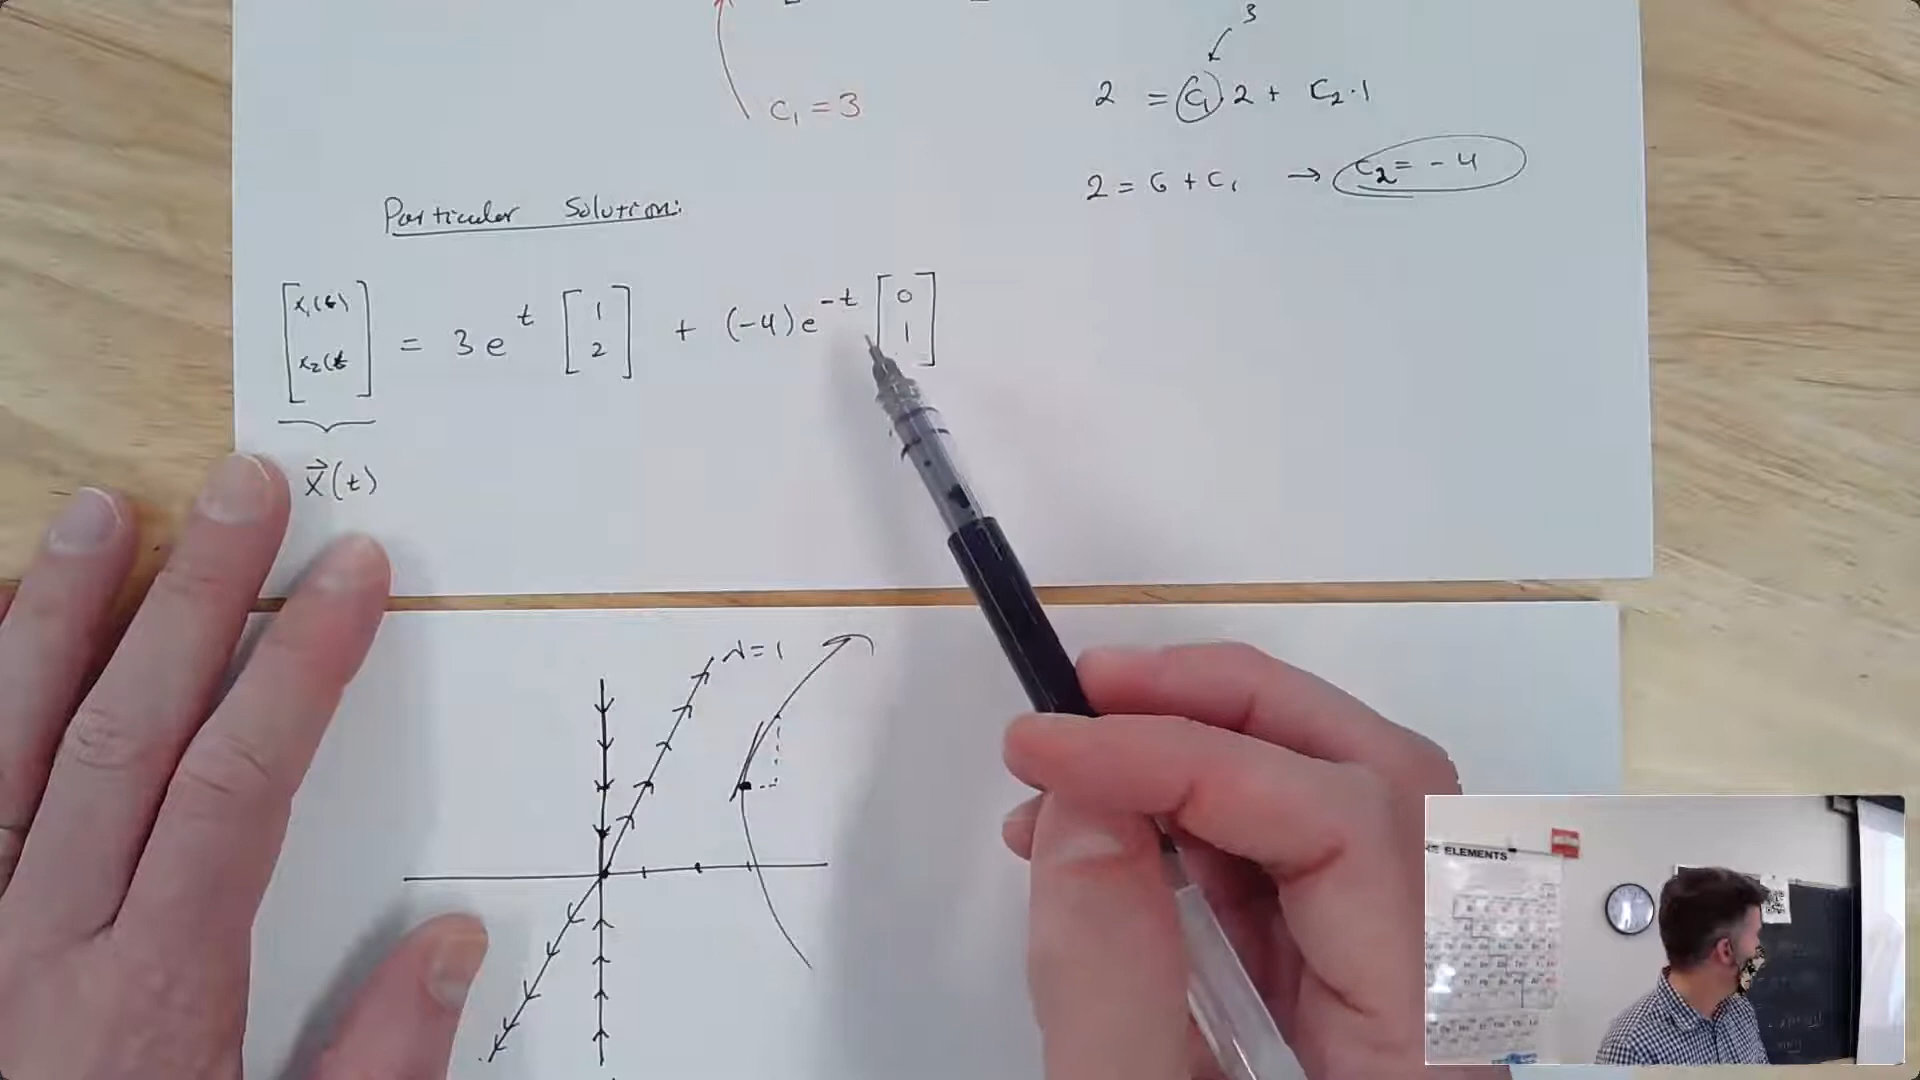 3
2 = C₁ 2 + C₂·1
C₁ = 3
2 = 6 + C₁ → C₂ = -4
Particular Solution:
[x₁(t) x₂(t] = 3e^t [1 2] + (-4)e^-t [0 1]
x⃗(t)
λ=1
ELEMENTS